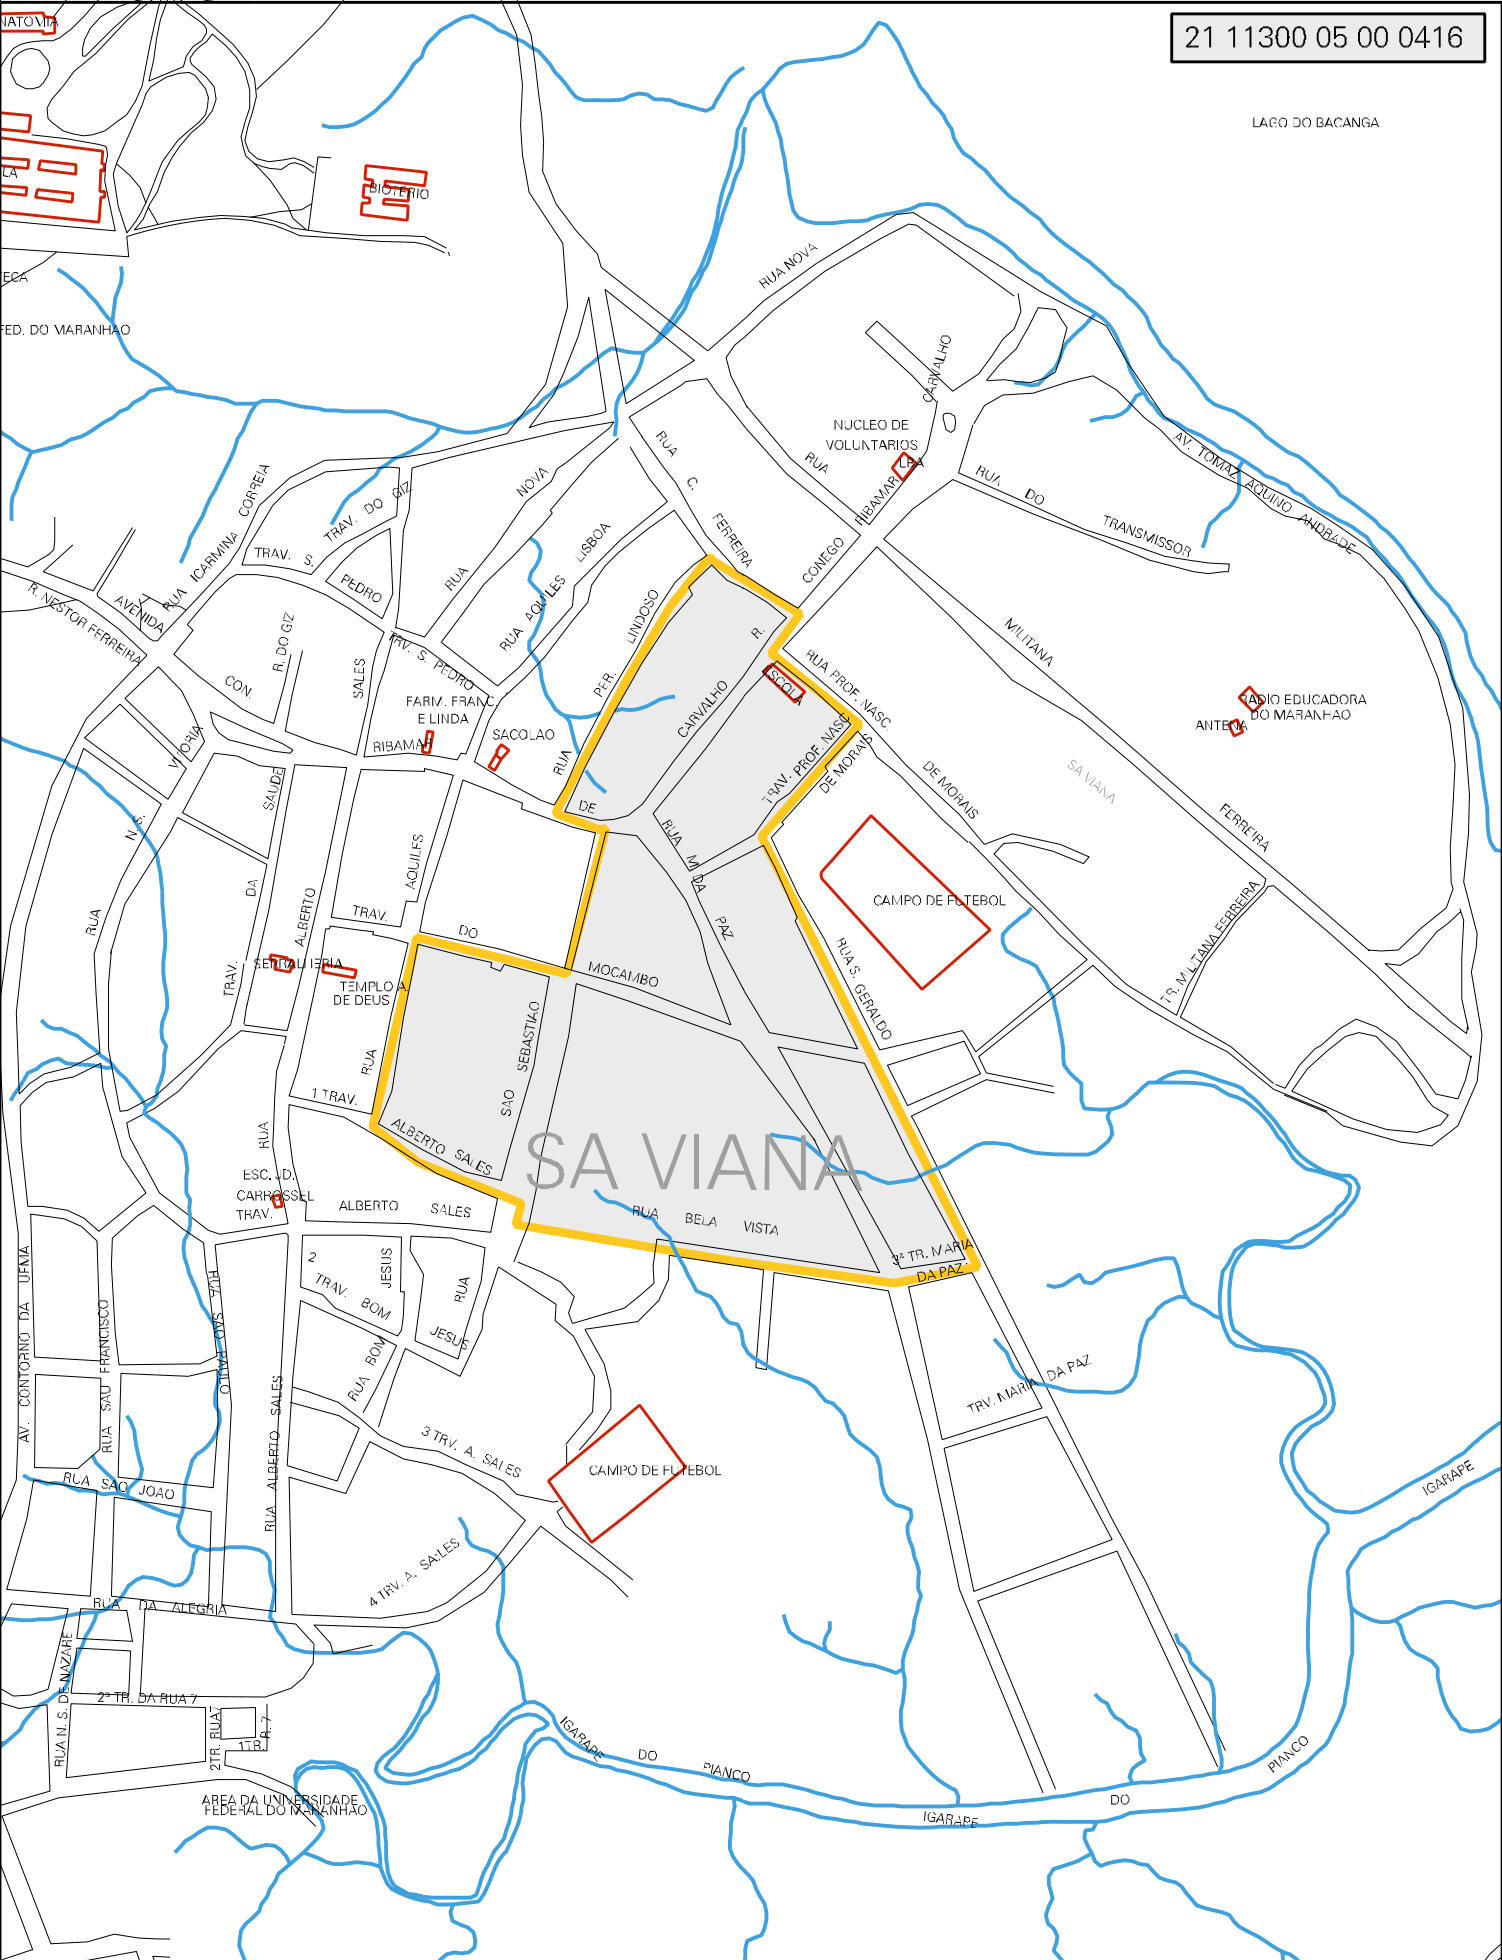 21 11300 05 00 0416
LAGO DO BACANGA
BIOTERIO
RUA NOVA
CARVALHO
NUCLEO DE
VOLUNTARIOS
LBA
RUA
C.
FERREIRA
RUA
CONEGO
RIBAMAR
RUA
DO
TRANSMISSOR
AV. TOMAZ AQUINO ANDRADE
RUA ICARMINA CORREIA
TRAV. DO GIZ
TRAV. S.
PEDRO
RUA
NOVA
RUA AQUILES LISBOA
R. NESTOR FERREIRA
AVENIDA
R. DO GIZ
CON.
SALES
TRV. S. PEDRO
FARM. FRANC.
E LINDA
RIBAMAR
SACOLAO
RUA
PER.
LINDOSO
R.
CARVALHO
DE
ESCOLA
RUA PROF. NASC.
DE MORAIS
TRAV. PROF. NASC.
DE MORAIS
MILITANA
FERREIRA
RADIO EDUCADORA
DO MARANHAO
ANTENA
SA VIANA
VITORIA
N. S.
RUA
SAUDE
DA
TRAV.
ALBERTO
AQUILES
TRAV.
DO
MOCAMBO
RUA M. DA
PAZ
CAMPO DE FUTEBOL
RUA S. GERALDO
TR. MILITANA FERREIRA
SERRALHERIA
TEMPLO A.
DE DEUS
RUA
1 TRAV.
ALBERTO SALES
SAO
SEBASTIAO
SA VIANA
RUA
ESC. JD.
CARROSSEL
TRAV.
ALBERTO
SALES
RUA
BELA
VISTA
3ª TR. MARIA
DA PAZ
AV. CONTORNO DA UFMA
RUA SAO FRANCISCO
RUA SAO PAULO
RUA ALBERTO SALES
2
TRAV. BOM
JESUS
RUA
JESUS
RUA BOM
TRV. MARIA DA PAZ
3 TRV. A. SALES
CAMPO DE FUTEBOL
RUA SAO JOAO
4 TRV. A. SALES
RUA DA ALEGRIA
RUA N. S. DE NAZARE
2ª TR. DA RUA 7
2TR. RUA7
1TR. R. 7
AREA DA UNIVERSIDADE
FEDERAL DO MARANHAO
IGARAPE
DO
PIANCO
IGARAPE
DO
PIANCO
IGARAPE
FED. DO MARANHAO